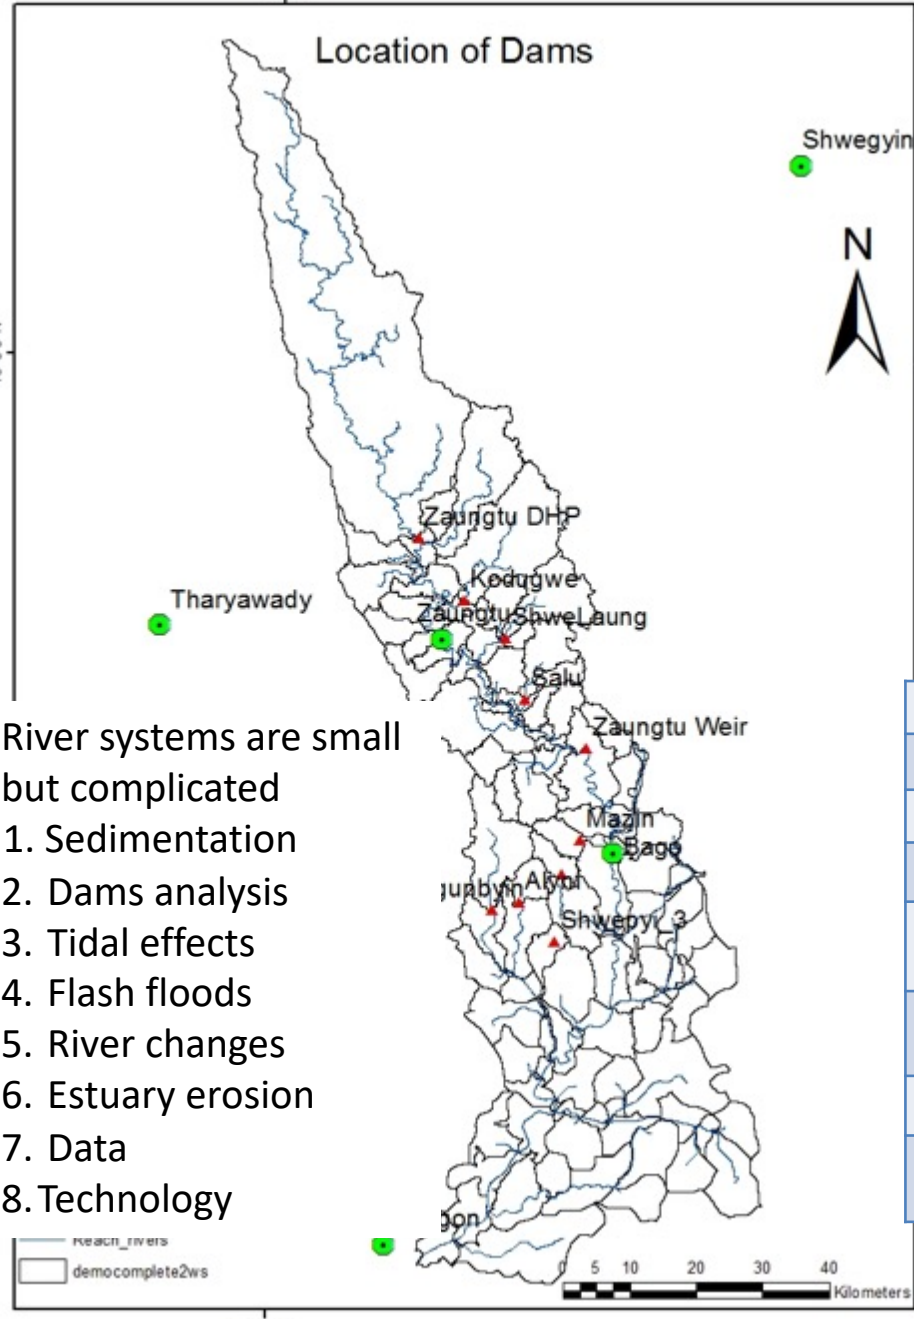 Location of Dams
Shwegyin
N
Zaungtu DHP
Kodugwe
Tharyawady
Zaungtu
ShweLaung
Salu
Zaungtu Weir
River systems are small
but complicated
1. Sedimentation
2. Dams analysis
3. Tidal effects
4. Flash floods
5. River changes
6. Estuary erosion
7. Data
8. Technology
Mazin
Bago
Shwepyi_3
Reach_rivers
democomplete2ws
5 10 20 30 40
Kilometers